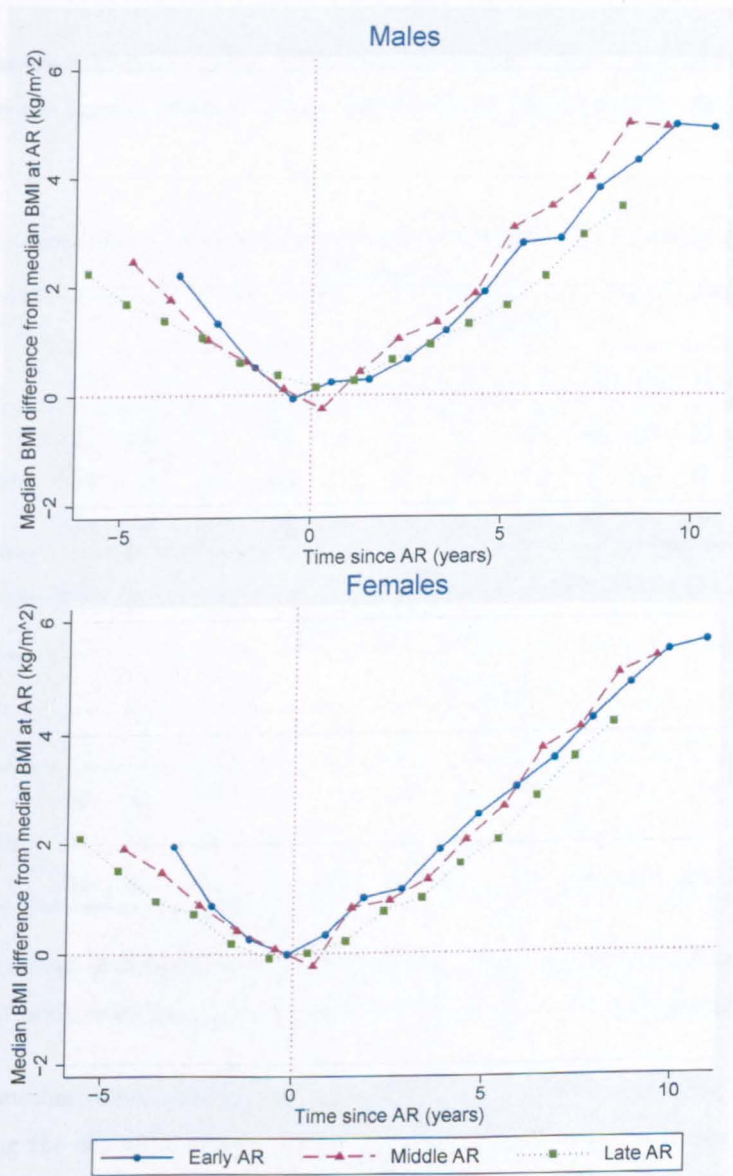 Males
Median BMI difference from median BMI at AR (kg/m^2)
6
4
2
0
−2
−5
0
5
10
Time since AR (years)
Females
Median BMI difference from median BMI at AR (kg/m^2)
6
4
2
0
−2
−5
0
5
10
Time since AR (years)
Early AR
Middle AR
Late AR